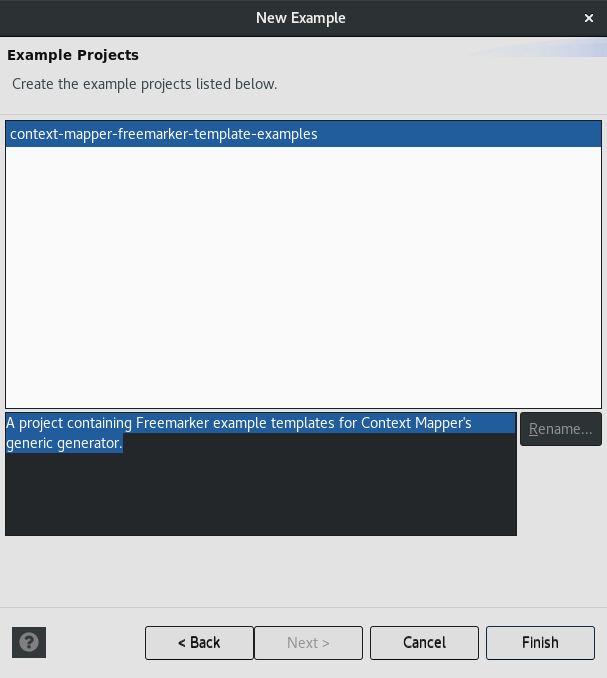 New Example
Example Projects
Create the example projects listed below.
context-mapper-freemarker-template-examples
A project containing Freemarker example templates for Context Mapper's
generic generator.
Rename...
?
< Back
Next >
Cancel
Finish